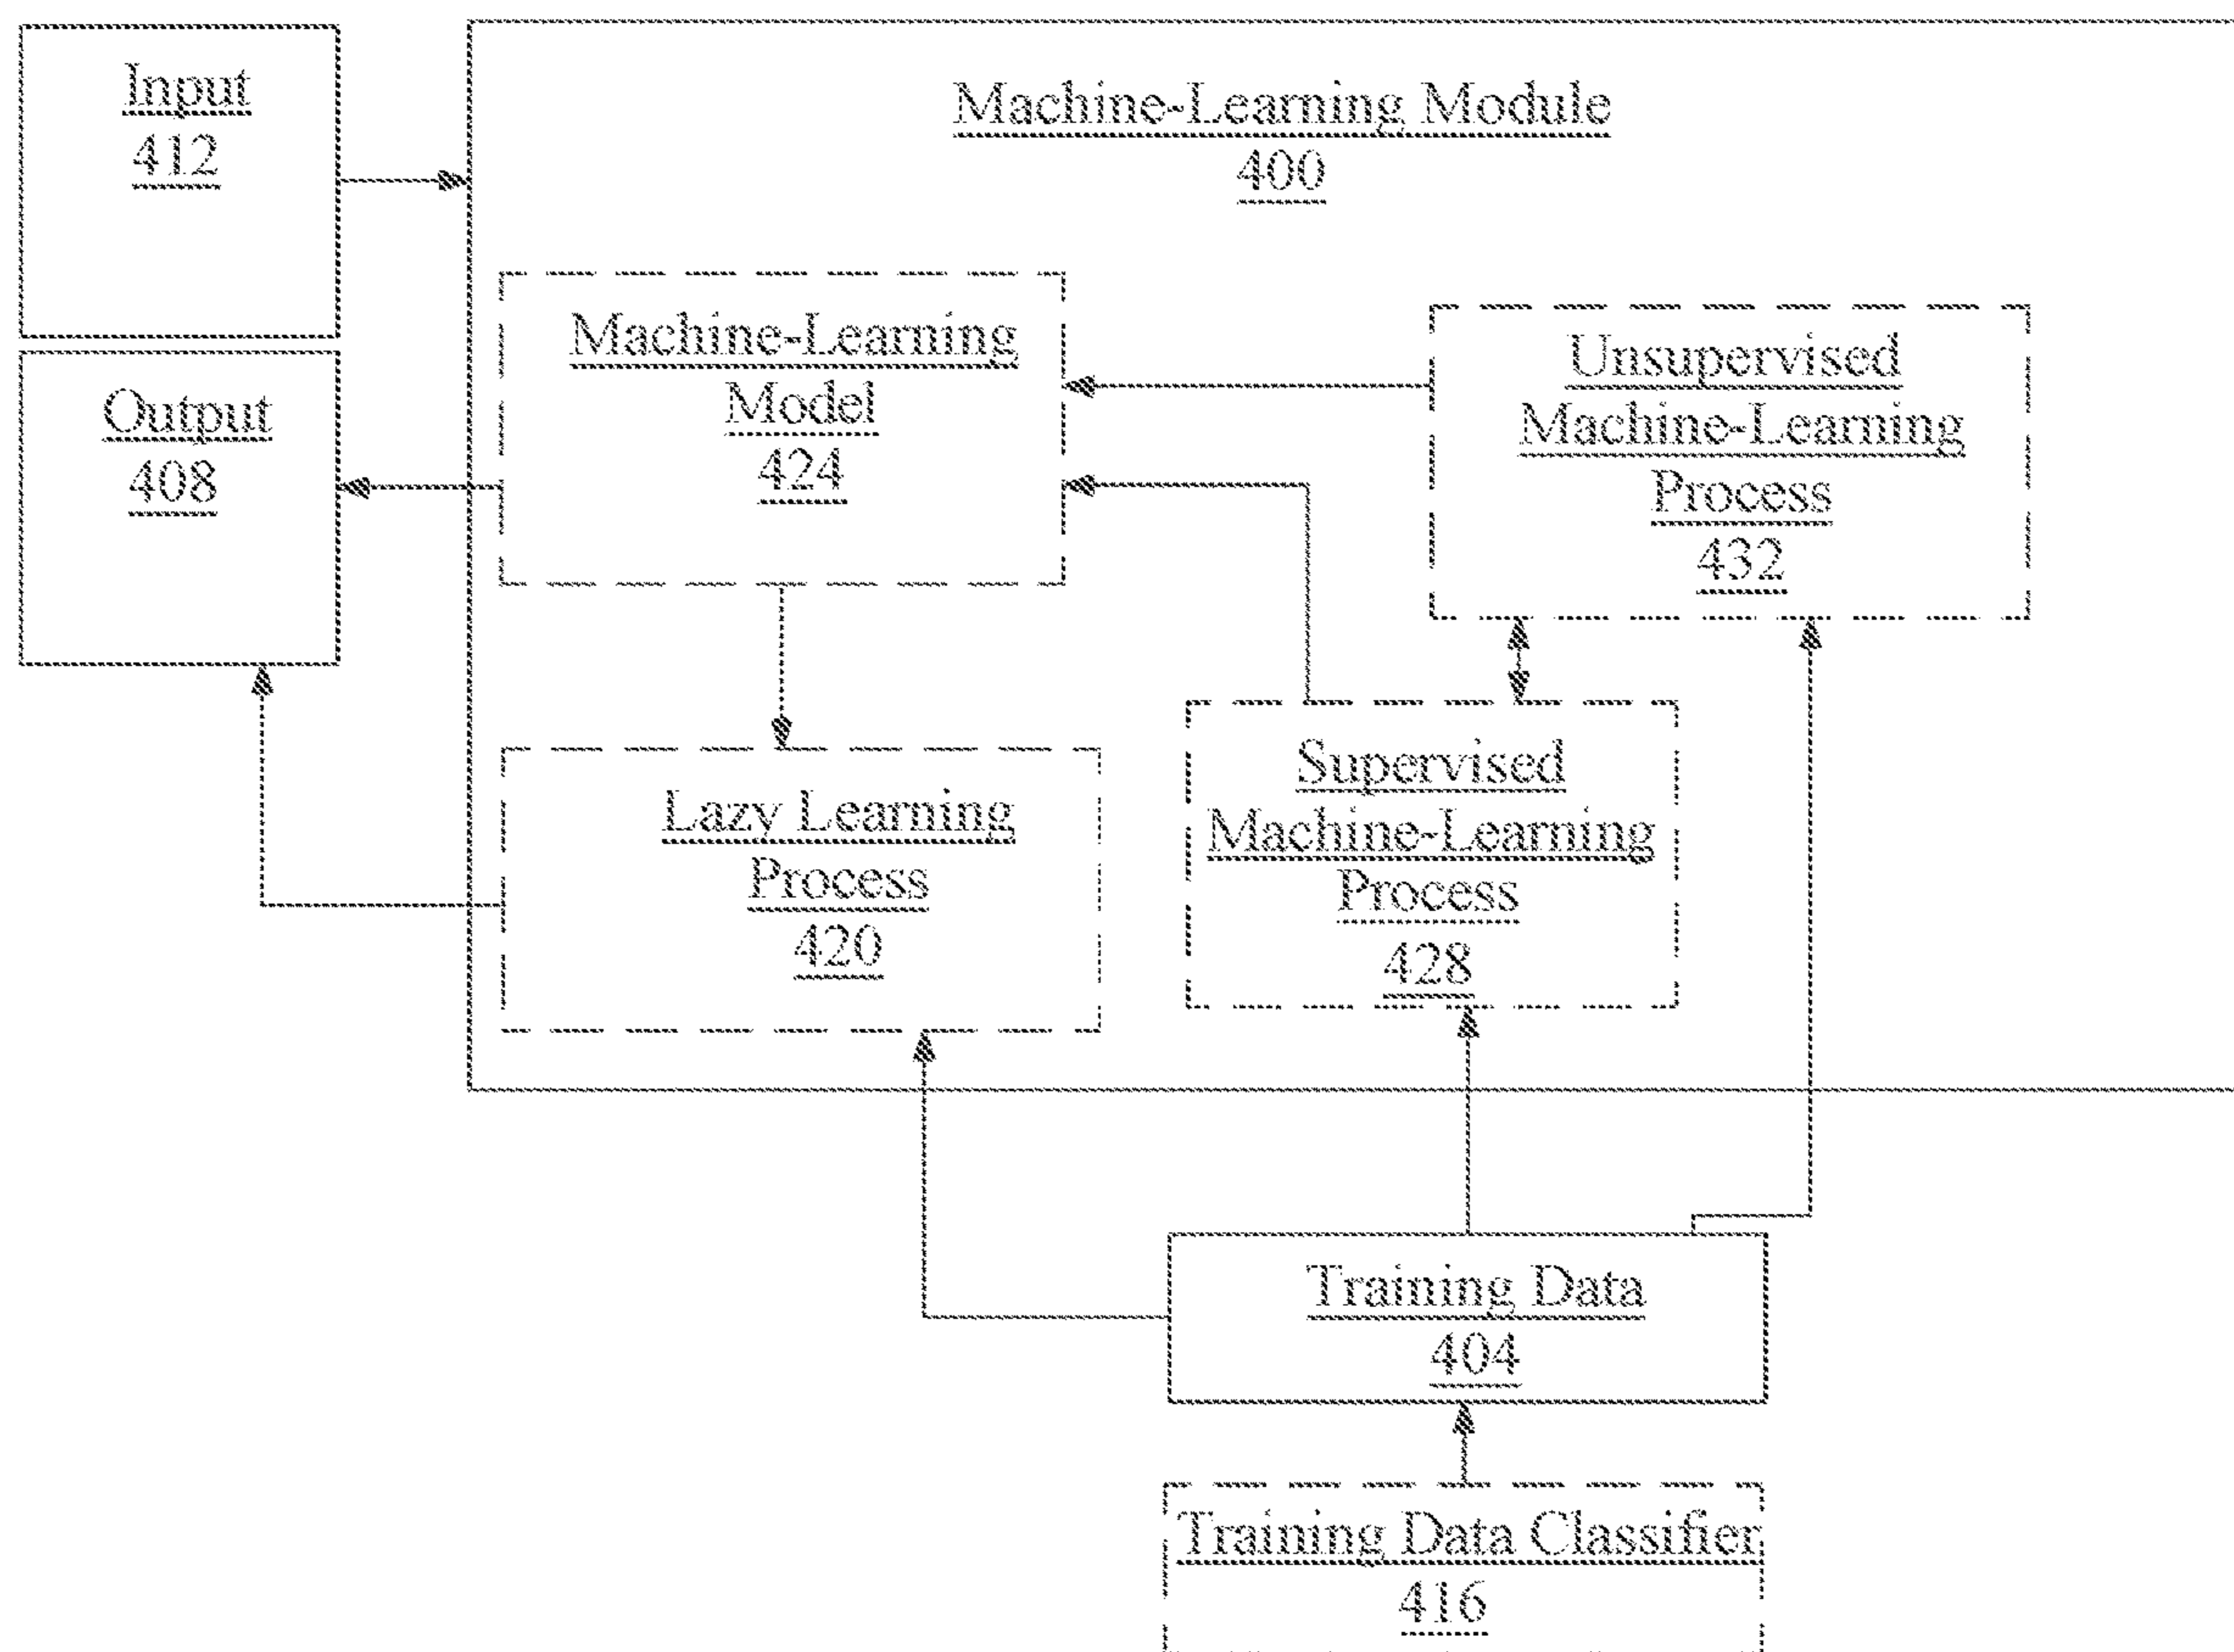 Input
412
Machine-Learning Module
400
Output
408
Machine-Learning
Model
424
Unsupervised
Machine-Learning
Process
432
Lazy Learning
Process
420
Supervised
Machine-Learning
Process
428
Training Data
404
Training Data Classifier
416